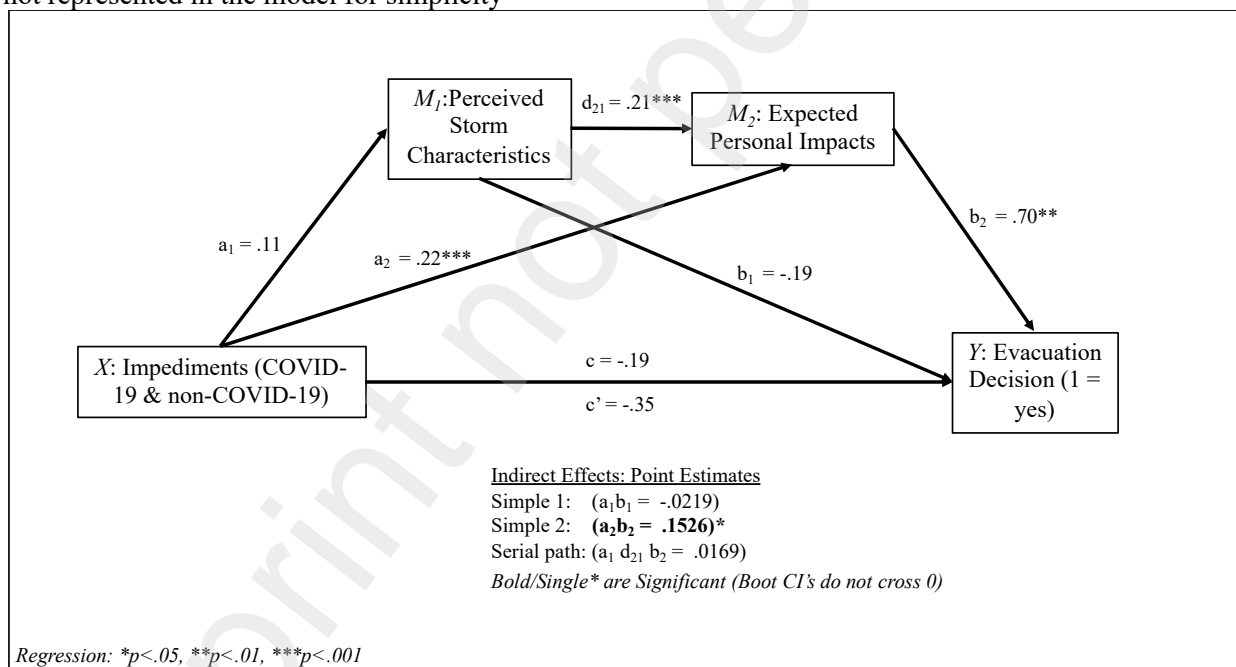 not represented in the model for simplicity
M1:Perceived
Storm
Characteristics
d21 = .21***
M2: Expected
Personal Impacts
a1 = .11
a2 = .22***
b1 = -.19
b2 = .70**
X: Impediments (COVID-
19 & non-COVID-19)
c = -.19
c’ = -.35
Y: Evacuation
Decision (1 =
yes)
Indirect Effects: Point Estimates
Simple 1: (a1b1 = -.0219)
Simple 2: (a2b2 = .1526)*
Serial path: (a1 d21 b2 = .0169)
Bold/Single* are Significant (Boot CI's do not cross 0)
Regression: *p<.05, **p<.01, ***p<.001
print not pe